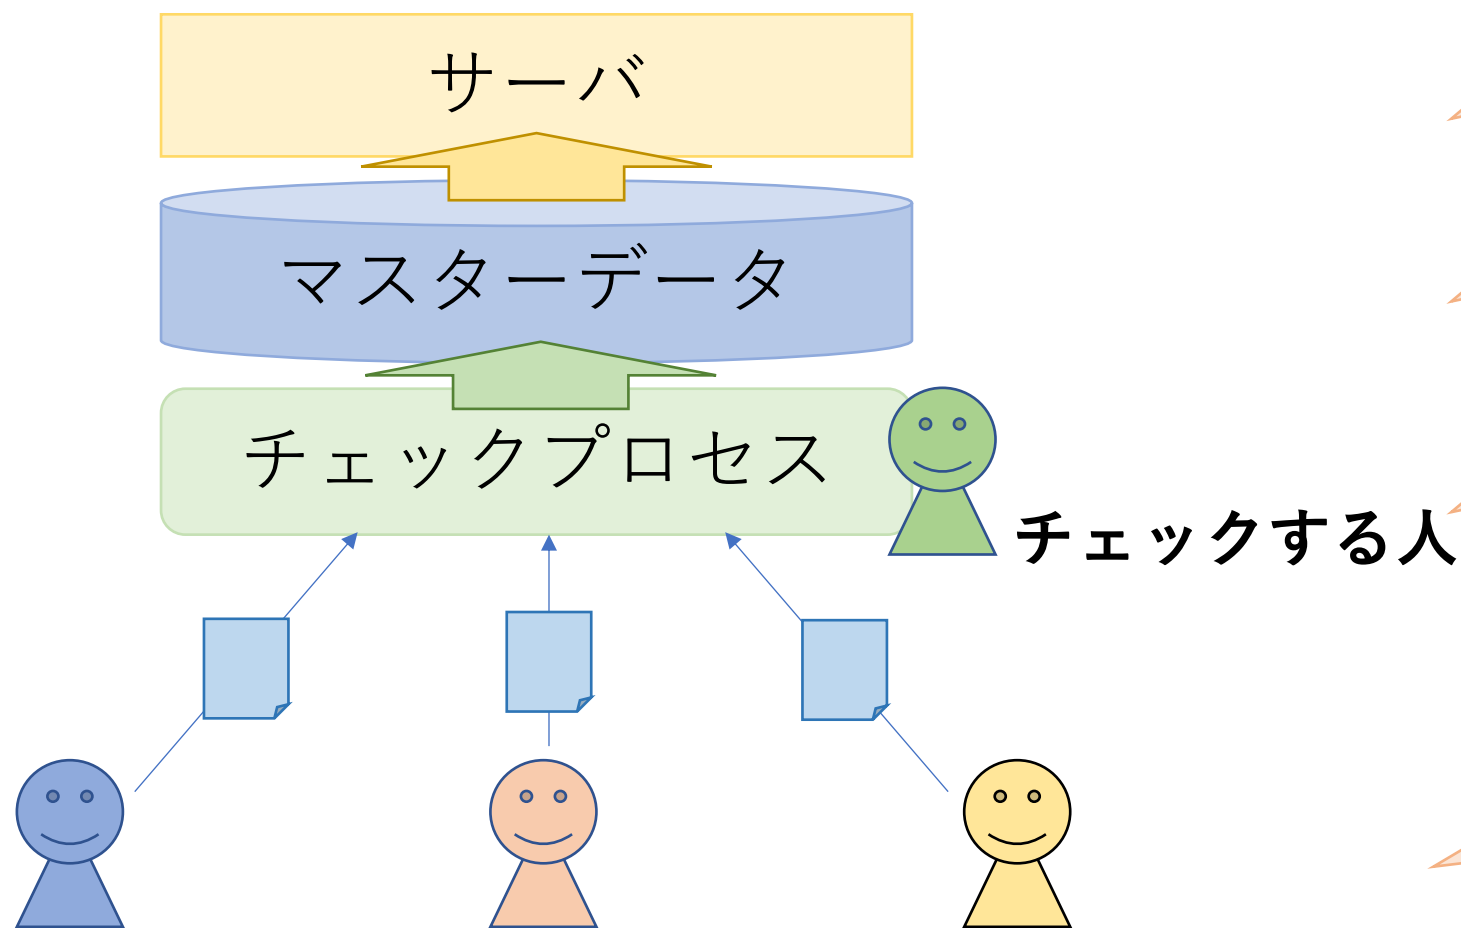 サーバ
マスターデータ
チェックプロセス
チェックする人